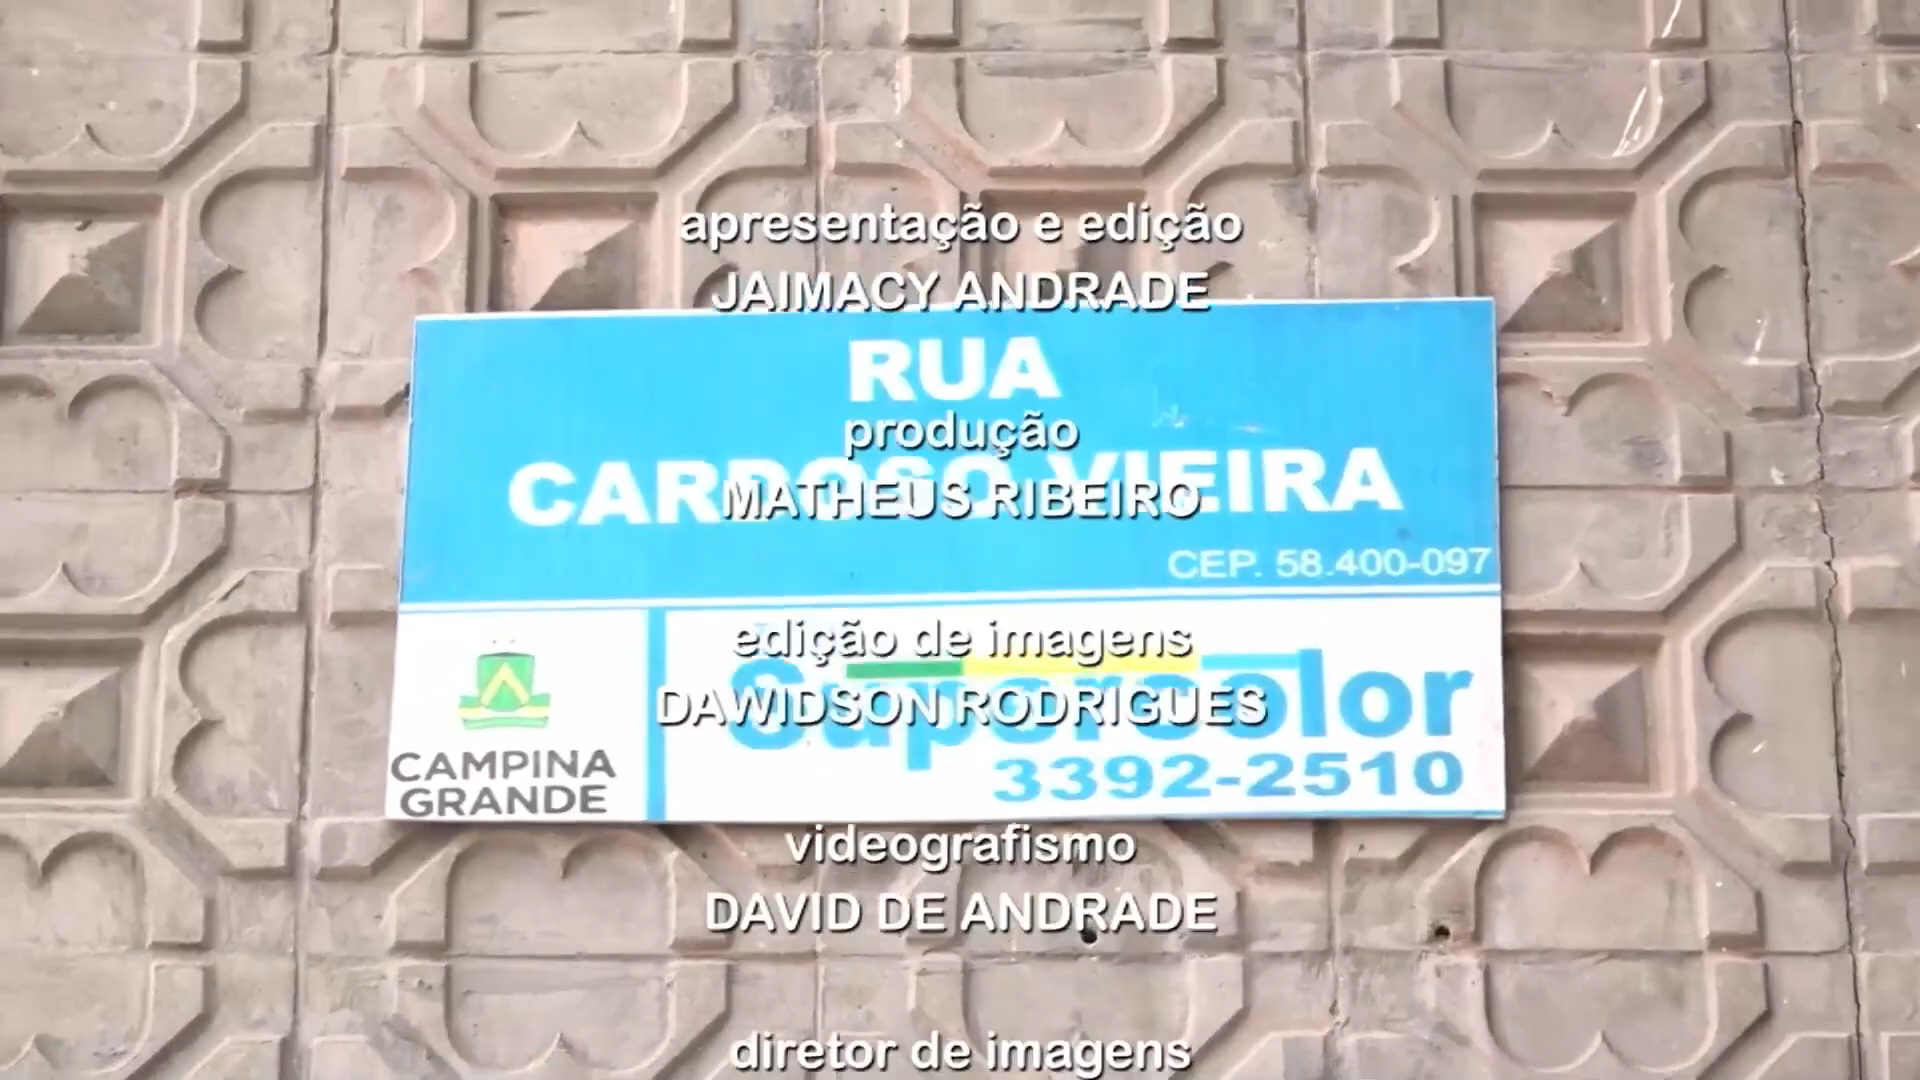 apresentação e edição
JAIMACY ANDRADE
RUA
produção
CARDOSO VIEIRA
MATHEUS RIBEIRO
CEP. 58.400-097
edição de imagens
Supercolor
DAWIDSON RODRIGUES
3392-2510
CAMPINA
GRANDE
videografismo
DAVID DE ANDRADE
diretor de imagens